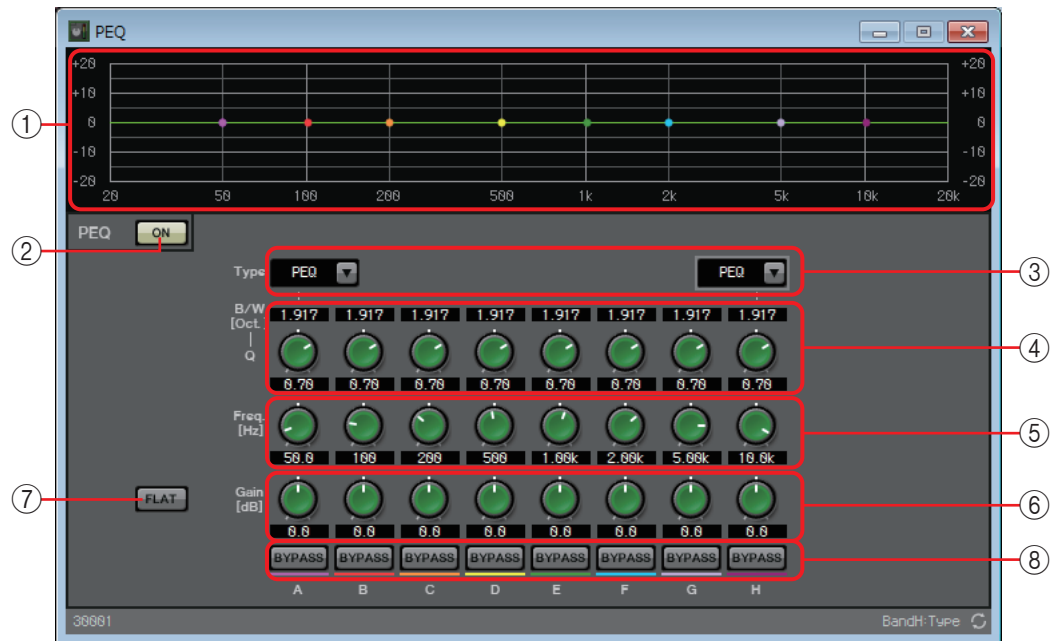 PEQ
+20 +20
+10 +10
① 0 0
-10 -10
-20 -20
20 50 100 200 500 1k 2k 5k 10k 20k
② PEQ ON
Type PEQ PEQ ③
B/W 1.917 1.917 1.917 1.917 1.917 1.917 1.917 1.917
[Oct.]
| ④
Q
0.70 0.70 0.70 0.70 0.70 0.70 0.70 0.70
Freq.
[Hz] ⑤
50.0 100 200 500 1.00k 2.00k 5.00k 10.0k
⑦ FLAT Gain ⑥
[dB]
0.0 0.0 0.0 0.0 0.0 0.0 0.0 0.0
BYPASS BYPASS BYPASS BYPASS BYPASS BYPASS BYPASS BYPASS ⑧
A B C D E F G H
30001 BandH:Type